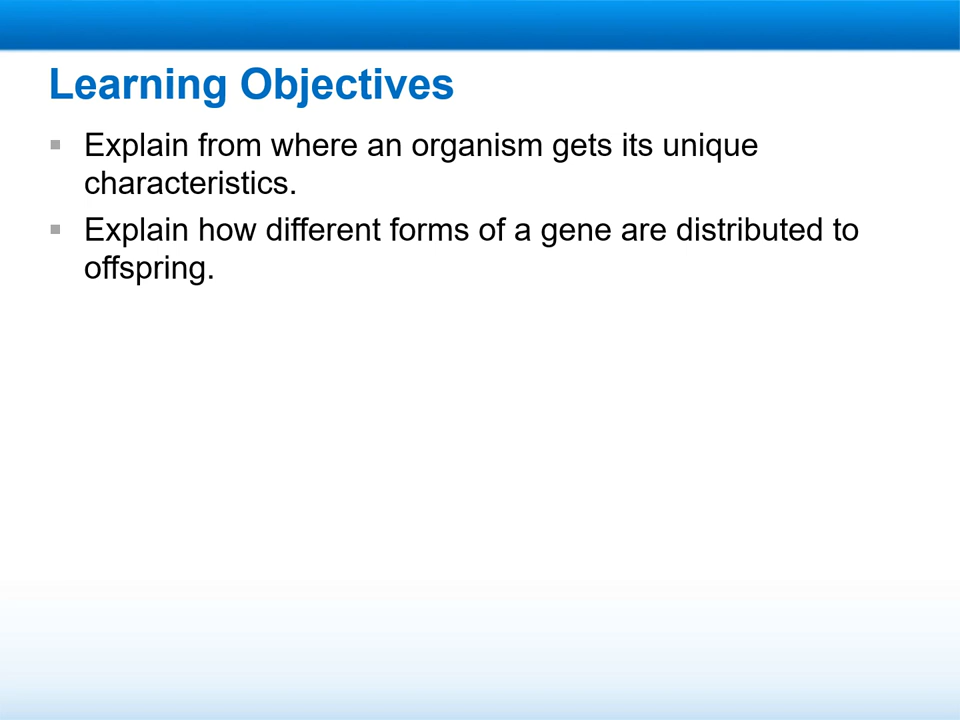 Learning Objectives
Explain from where an organism gets its unique
characteristics.
Explain how different forms of a gene are distributed to
offspring.